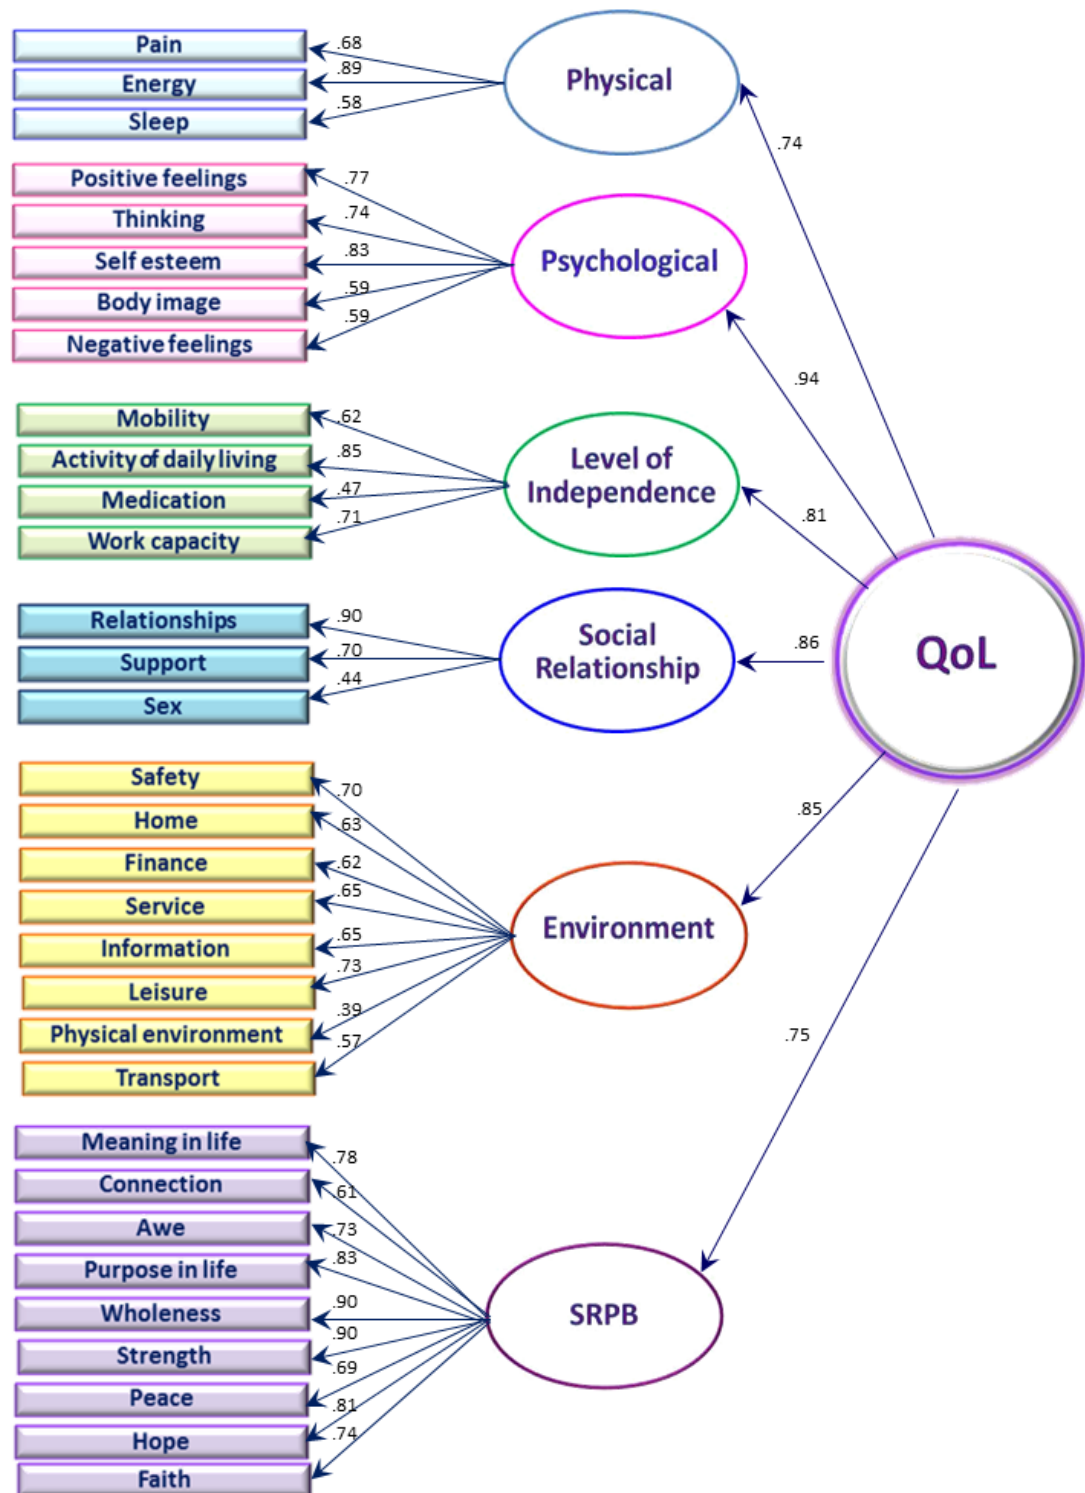 Pain
.68
.89
Energy
.58
Sleep
Physical
.74
Positive feelings
.77
Thinking
.74
Self esteem
.83
Body image
.59
Negative feelings
.59
Psychological
.94
Mobility
.62
Activity of daily living
.85
Medication
.47
Work capacity
.71
Level of
Independence
.81
Relationships
.90
Support
.70
Sex
.44
Social
Relationship
.86
QoL
Safety
.70
Home
.63
Finance
.62
Service
.65
Information
.65
Leisure
.73
Physical environment
.39
Transport
.57
Environment
.85
Meaning in life
.78
Connection
.61
Awe
.73
Purpose in life
.83
Wholeness
.90
Strength
.90
Peace
.69
Hope
.81
Faith
.74
SRPB
.75